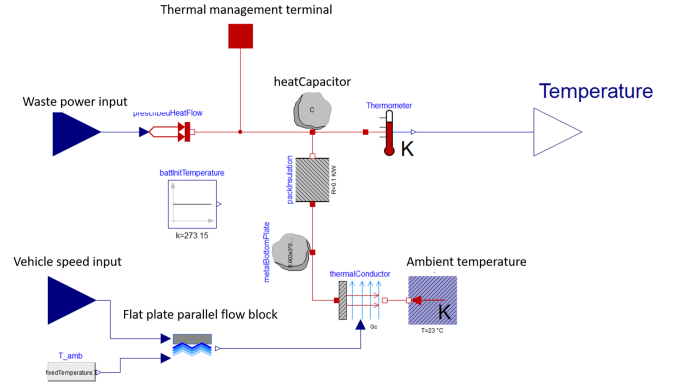 Thermal management terminal
heatCapacitor
Temperature
Waste power input
prescribedHeatFlow
C
Thermometer
K
battInitTemperature
packInsulation
R=0.1 K/W
k=273.15
metalBottomPlate
Vehicle speed input
thermalConductor
Ambient temperature
K
Gc
T=23 °C
Flat plate parallel flow block
T_amb
fixedTemperature.